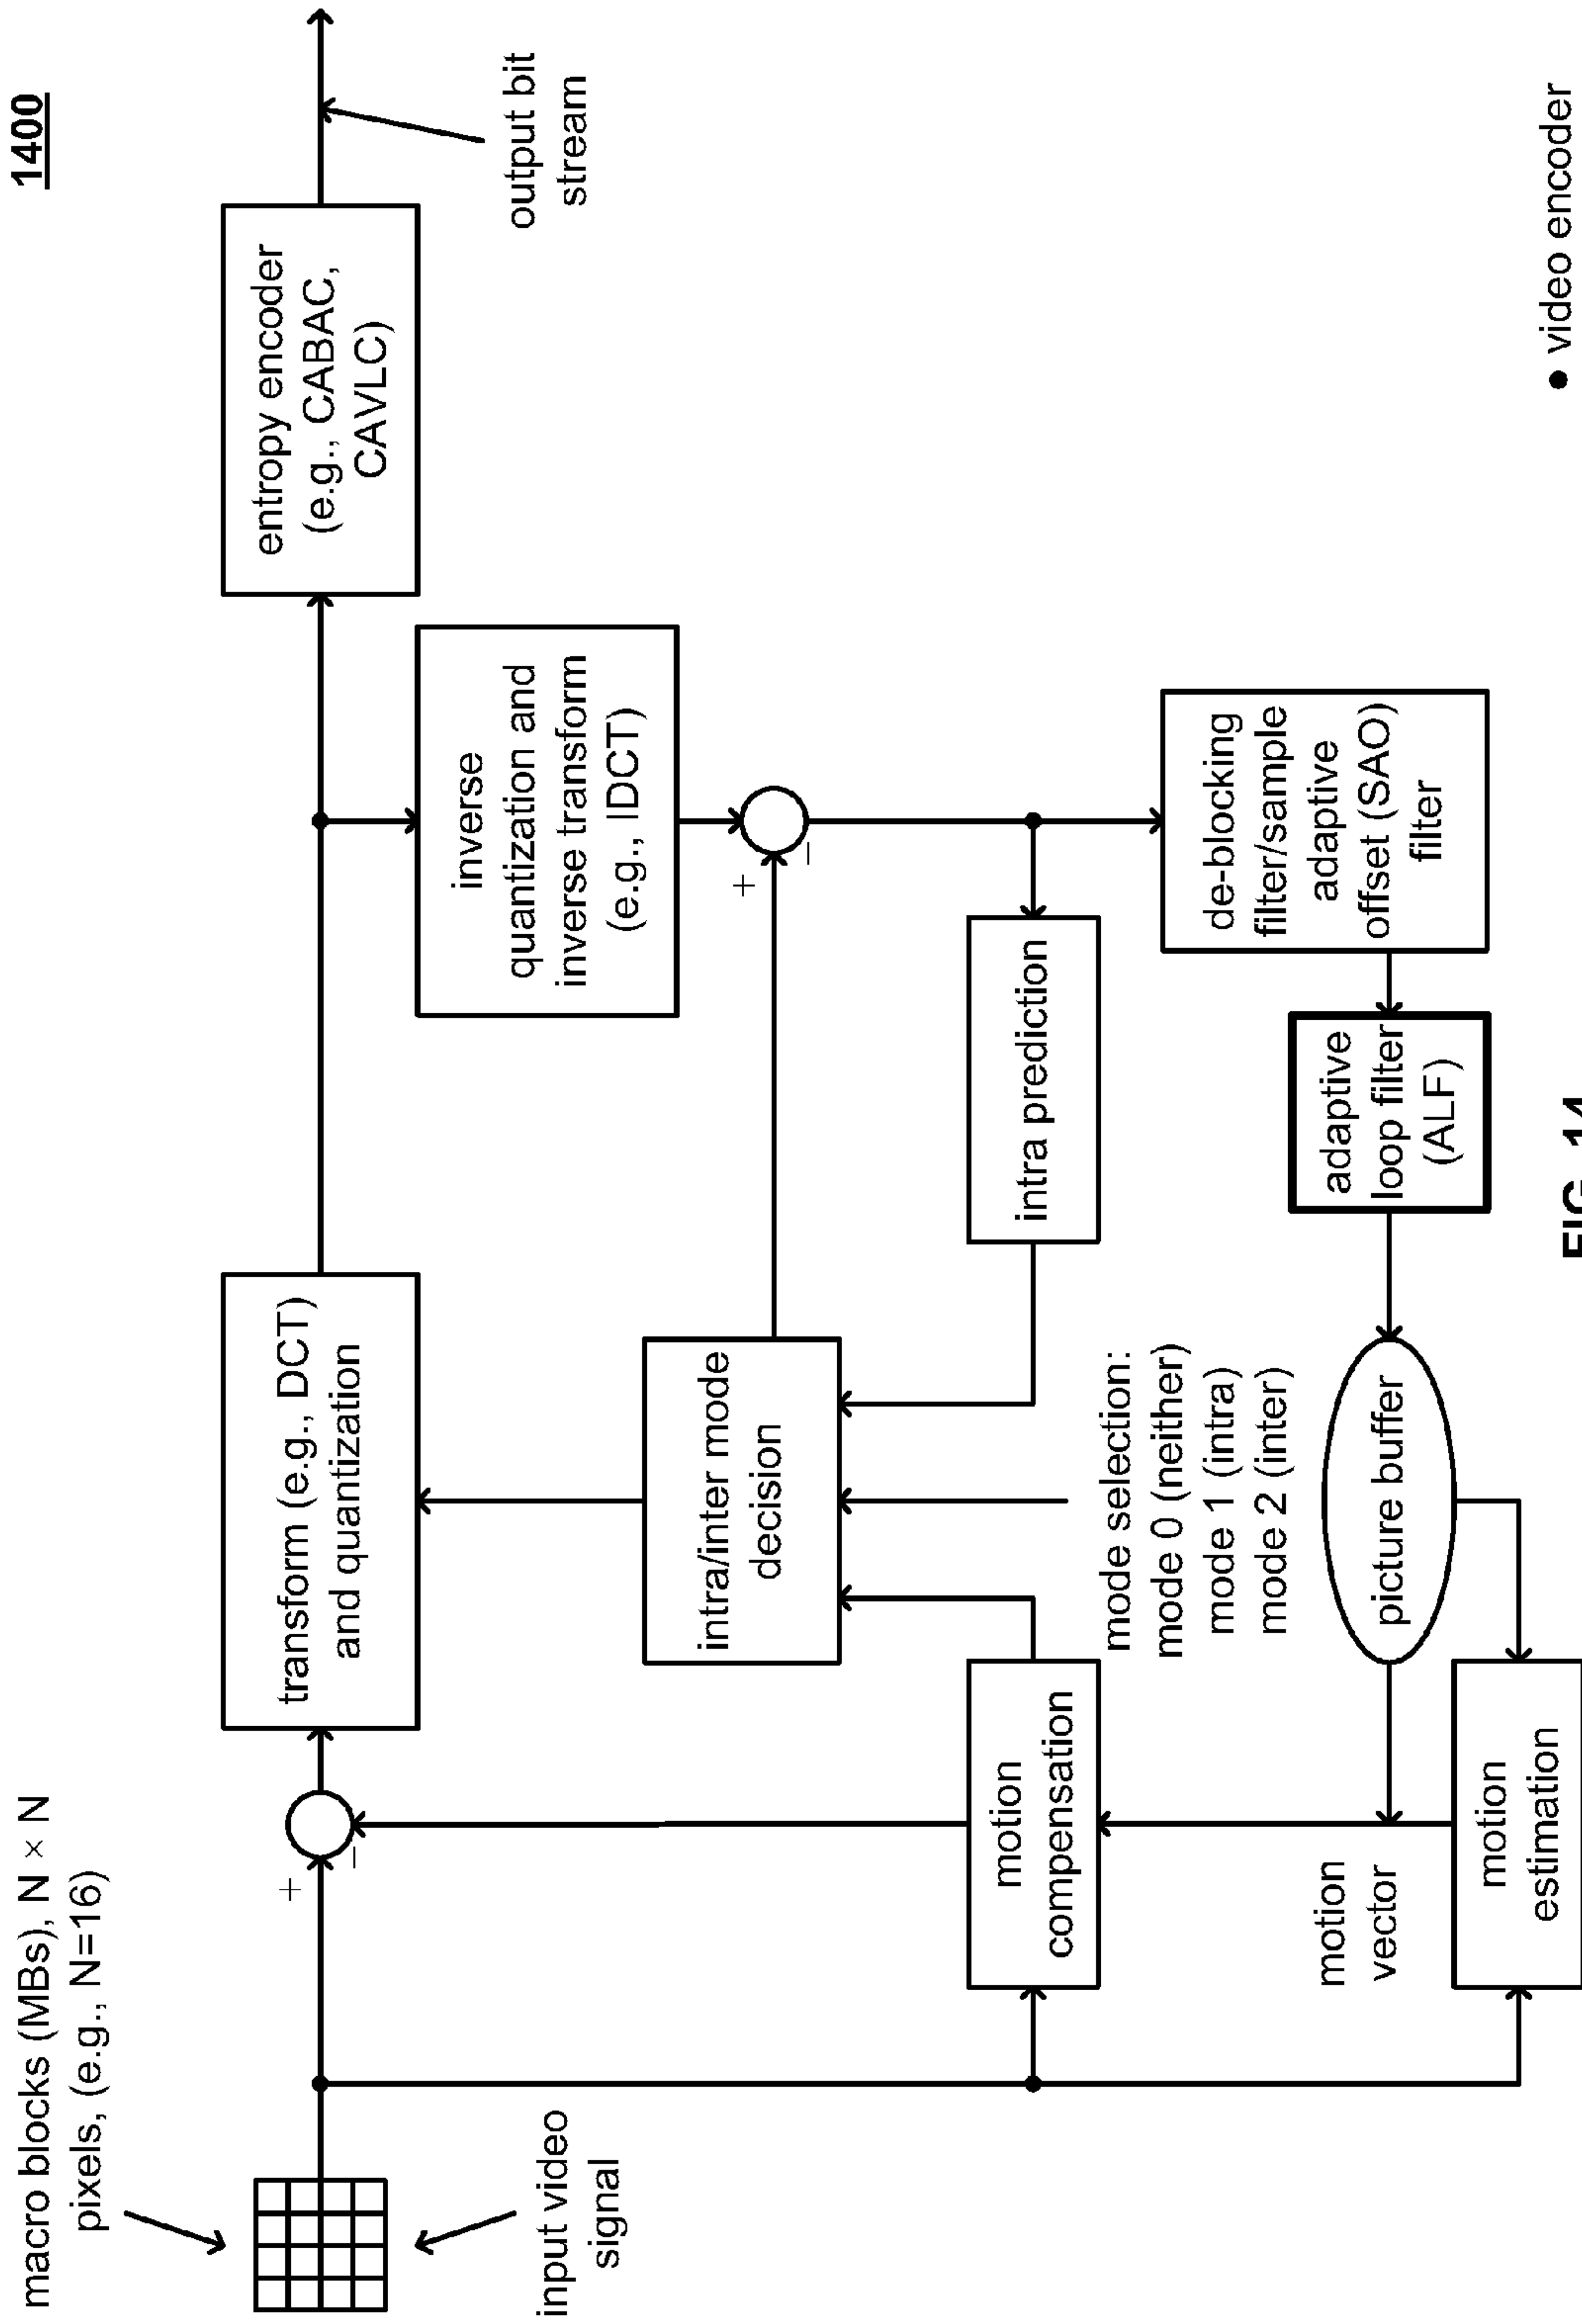 1400
macro blocks (MBs), N × N
pixels, (e.g., N=16)
input video
signal
+
−
transform (e.g., DCT)
and quantization
entropy encoder
(e.g., CABAC,
CAVLC)
output bit
stream
inverse
quantization and
inverse transform
(e.g., IDCT)
+
−
intra/inter mode
decision
intra prediction
motion
compensation
mode selection:
mode 0 (neither)
mode 1 (intra)
mode 2 (inter)
de-blocking
filter/sample
adaptive
offset (SAO)
filter
adaptive
loop filter
(ALF)
picture buffer
motion
vector
motion
estimation
• video encoder
FIG. 14